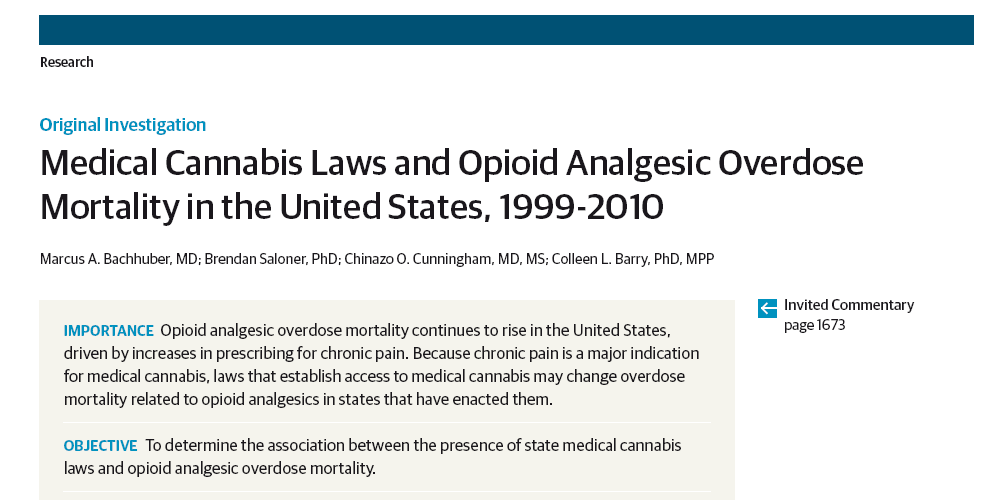 Research
Original Investigation
Medical Cannabis Laws and Opioid Analgesic Overdose
Mortality in the United States, 1999-2010
Marcus A. Bachhuber, MD; Brendan Saloner, PhD; Chinazo O. Cunningham, MD, MS; Colleen L. Barry, PhD, MPP
IMPORTANCE Opioid analgesic overdose mortality continues to rise in the United States,
driven by increases in prescribing for chronic pain. Because chronic pain is a major indication
for medical cannabis, laws that establish access to medical cannabis may change overdose
mortality related to opioid analgesics in states that have enacted them.
OBJECTIVE To determine the association between the presence of state medical cannabis
laws and opioid analgesic overdose mortality.
Invited Commentary
page 1673